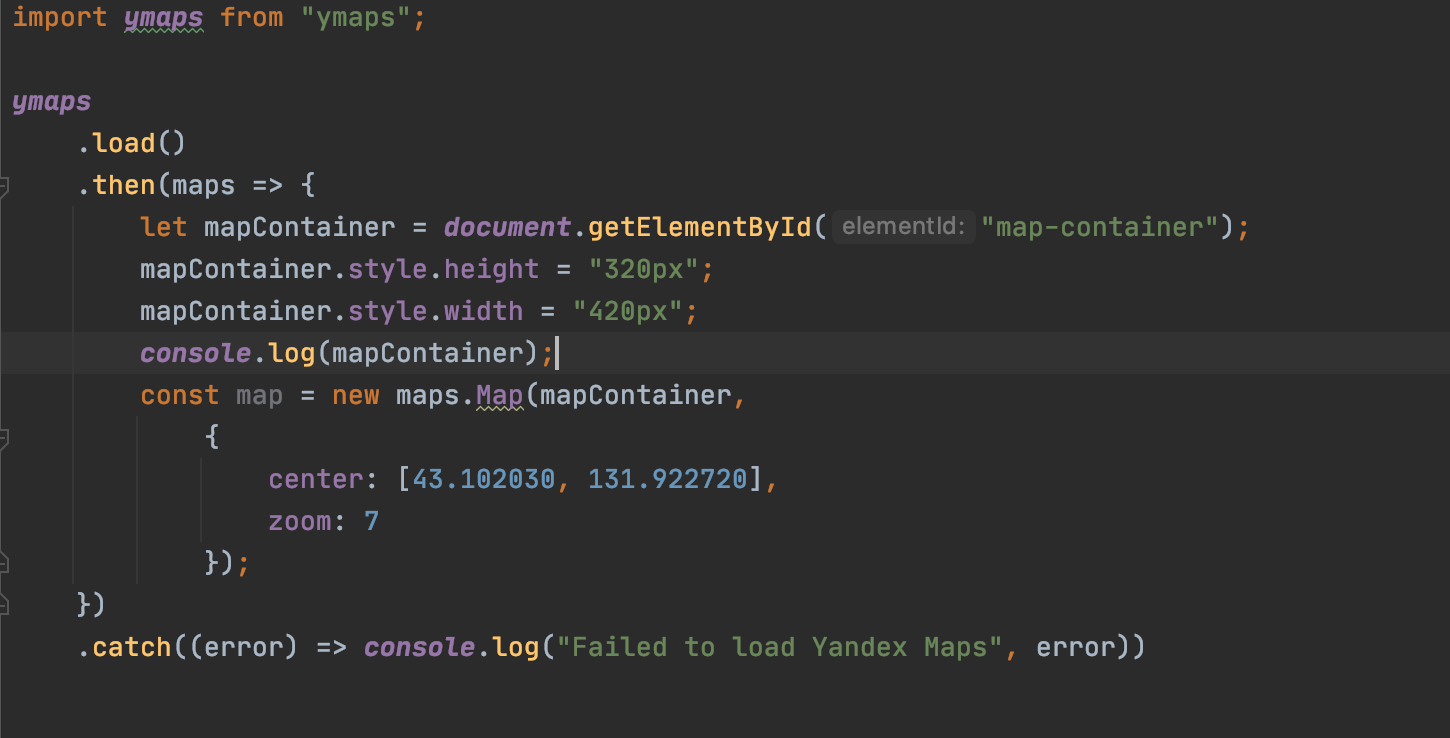 import ymaps from "ymaps";
ymaps
.load()
.then(maps => {
let mapContainer = document.getElementById( elementId: "map-container");
mapContainer.style.height = "320px";
mapContainer.style.width = "420px";
console.log(mapContainer);
const map = new maps.Map(mapContainer,
{
center: [43.102030, 131.922720],
zoom: 7
});
})
.catch((error) => console.log("Failed to load Yandex Maps", error))